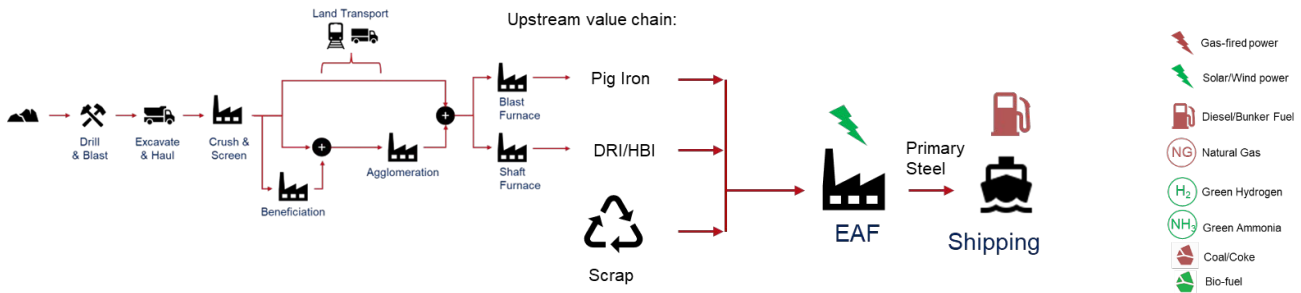 Land Transport
Upstream value chain:
Drill
& Blast
Excavate
& Haul
Crush &
Screen
Beneficiation
Agglomeration
Blast
Furnace
Shaft
Furnace
Pig Iron
DRI/HBI
Scrap
EAF
Primary
Steel
Shipping
Gas-fired power
Solar/Wind power
Diesel/Bunker Fuel
NG Natural Gas
H₂ Green Hydrogen
NH₃ Green Ammonia
Coal/Coke
Bio-fuel